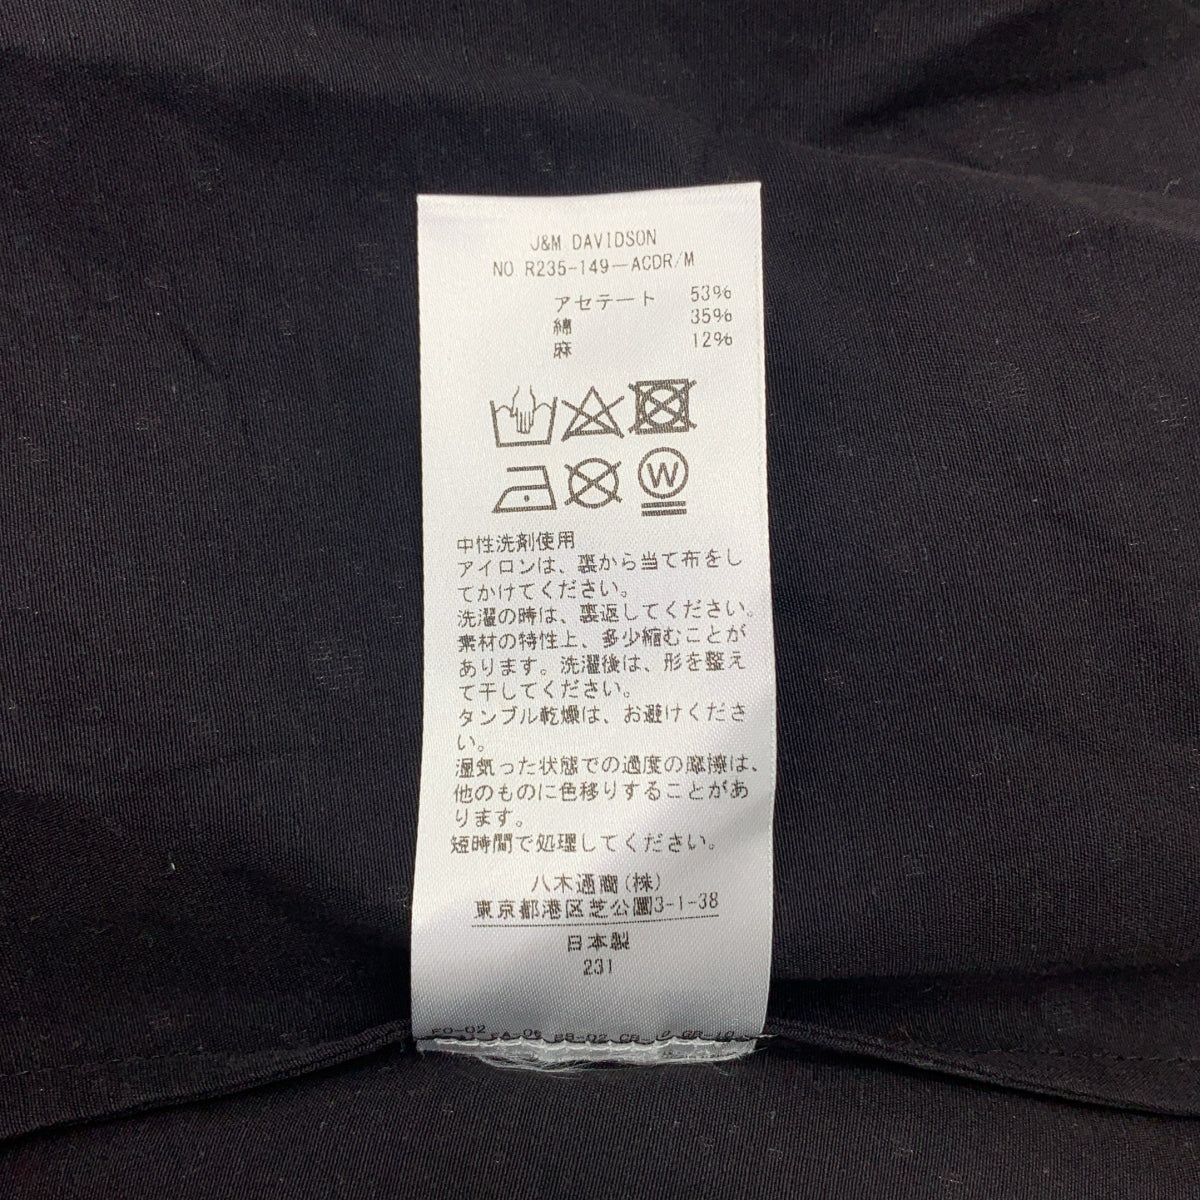 J&M DAVIDSON
NO R235-149—ACDR/M
アセテート 53%
綿 35%
麻 12%
W
中性洗剤使用
アイロンは、裏から当て布をし
てかけてください。
洗濯の時は、裏返してください。
素材の特性上、多少縮むことが
あります。洗濯後は、形を整え
て干してください。
タンブル乾燥は、お避けくださ
い。
湿気った状態での過度の摩擦は、
他のものに色移りすることがあ
ります。
短時間で処理してください。
八木通商(株)
東京都港区芝公園3-1-38
日本製
231